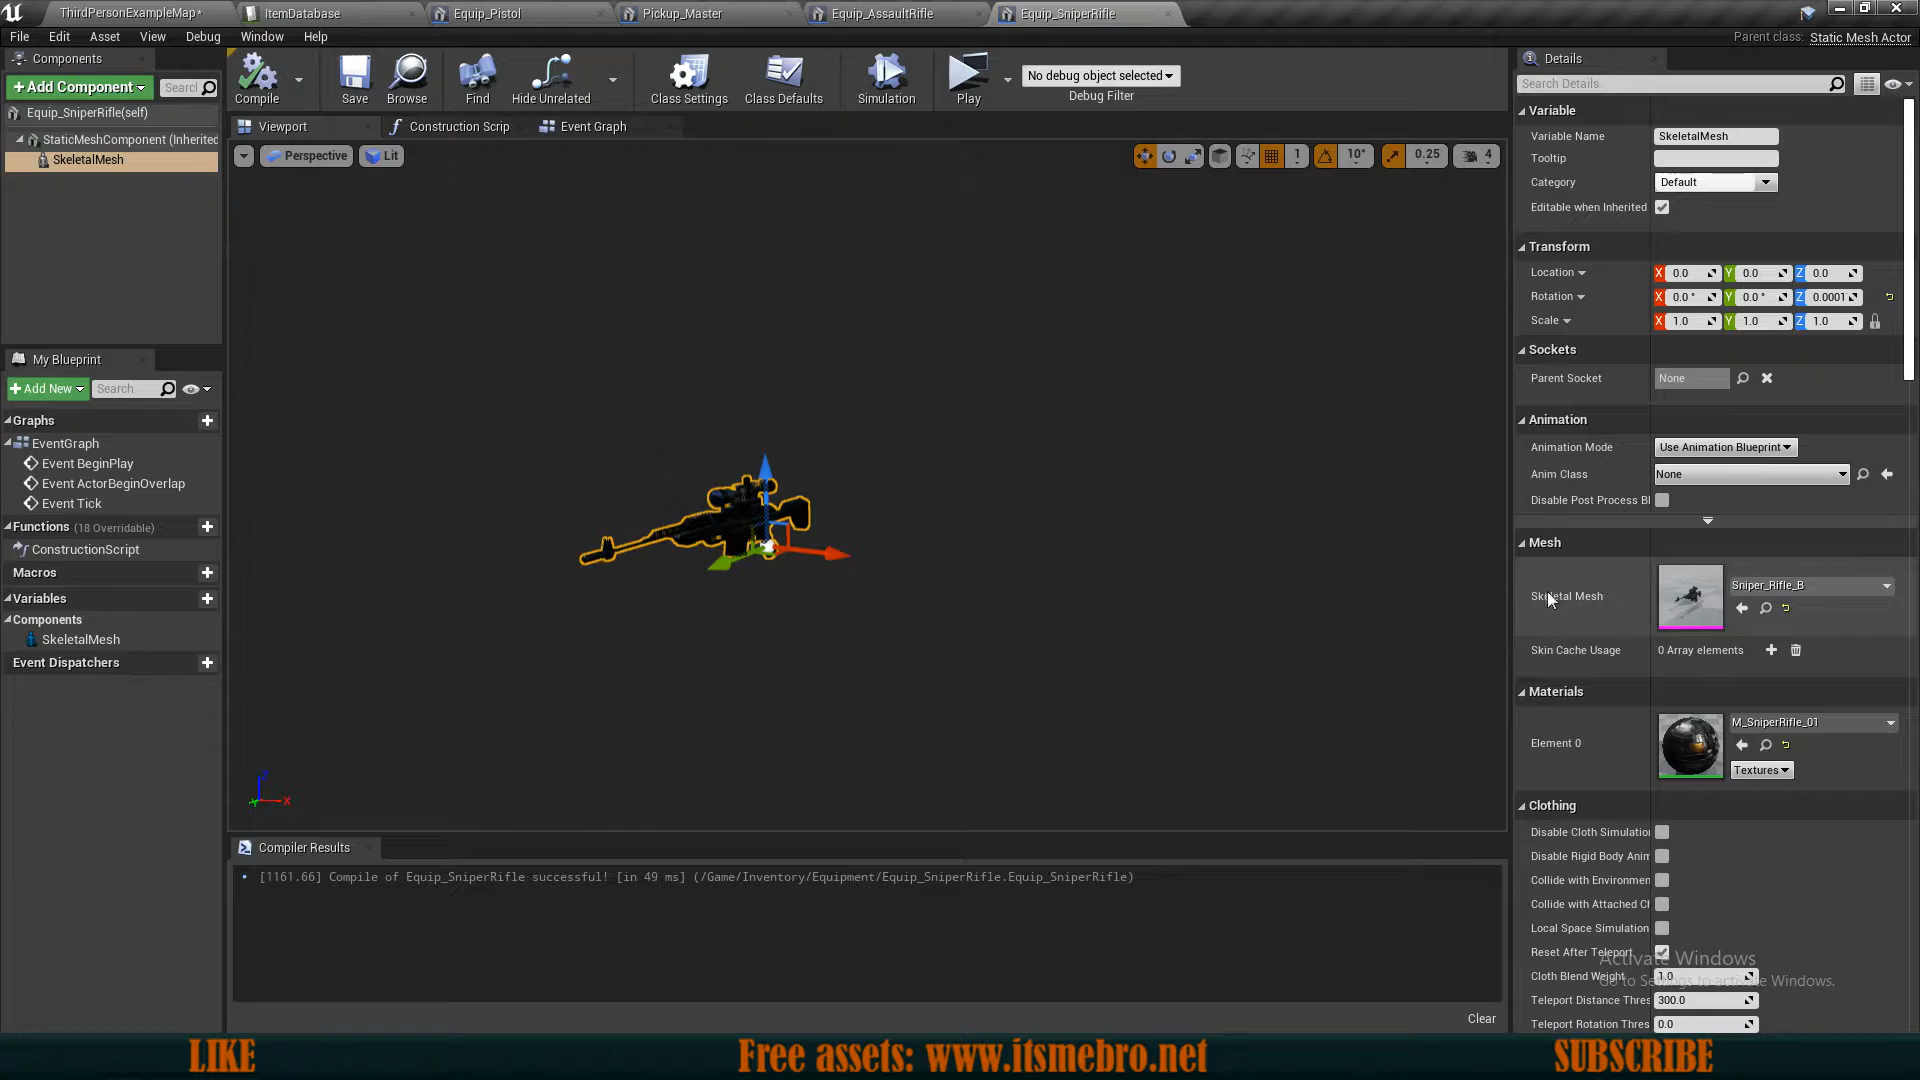 ThirdPersonExampleMap*
ItemDatabase
Equip_Pistol
Pickup_Master
Equip_AssaultRifle
Equip_SniperRifle
File Edit Asset View Debug Window Help
Parent class: Static Mesh Actor
Components
+Add Component
Search
Equip_SniperRifle(self)
StaticMeshComponent (Inherited
SkeletalMesh
Compile
Save
Browse
Find
Hide Unrelated
Class Settings
Class Defaults
Simulation
Play
No debug object selected
Debug Filter
Viewport
Construction Scrip
Event Graph
Perspective
Lit
1
10°
0.25
4
My Blueprint
+Add New
Search
Graphs
EventGraph
Event BeginPlay
Event ActorBeginOverlap
Event Tick
Functions (18 Overridable)
ConstructionScript
Macros
Variables
Components
SkeletalMesh
Event Dispatchers
Z
X
Compiler Results
[1161.66] Compile of Equip_SniperRifle successful! [in 49 ms] (/Game/Inventory/Equipment/Equip_SniperRifle.Equip_SniperRifle)
Clear
Details
Search Details
Variable
Variable Name SkeletalMesh
Tooltip
Category Default
Editable when Inherited
Transform
Location X 0.0 Y 0.0 Z 0.0
Rotation X 0.0 ° Y 0.0 ° Z 0.0001
Scale X 1.0 Y 1.0 Z 1.0
Sockets
Parent Socket None
Animation
Animation Mode Use Animation Blueprint
Anim Class None
Disable Post Process Bl
Mesh
Skeletal Mesh Sniper_Rifle_B
Skin Cache Usage 0 Array elements
Materials
Element 0 M_SniperRifle_01
Textures
Clothing
Disable Cloth Simulation
Disable Rigid Body Anim
Collide with Environmen
Collide with Attached Ch
Local Space Simulation
Reset After Teleport
Cloth Blend Weight 1.0
Teleport Distance Thres 300.0
Teleport Rotation Thres 0.0
Activate Windows
Go to Settings to activate Windows.
LIKE
Free assets: www.itsmebro.net
SUBSCRIBE